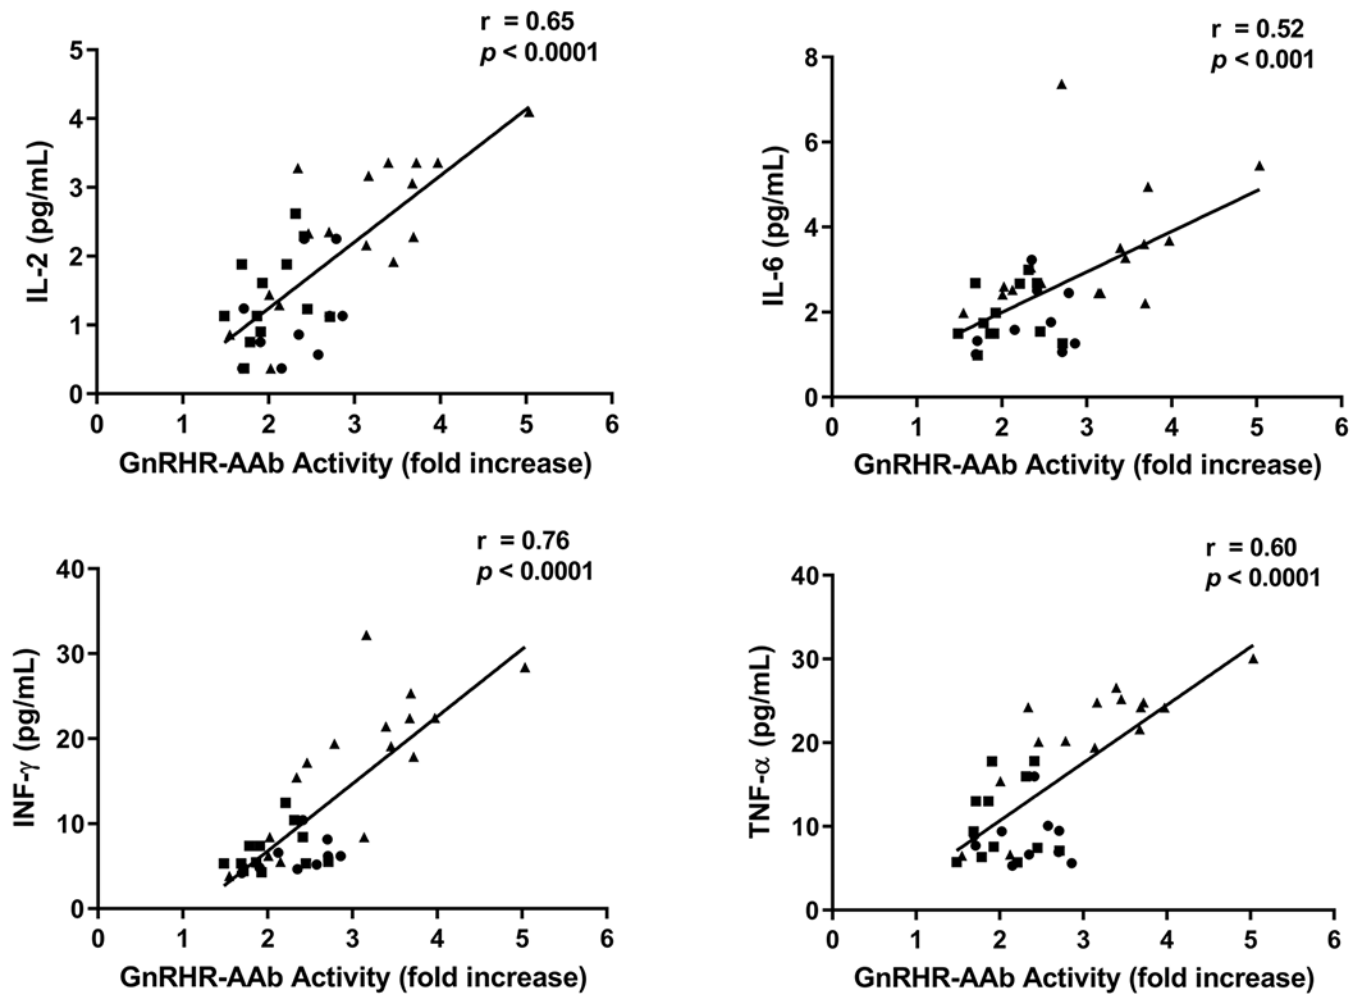 r = 0.65
p < 0.0001
5
4
3
2
1
0
IL-2 (pg/mL)
0 1 2 3 4 5 6
GnRHR-AAb Activity (fold increase)
r = 0.52
p < 0.001
8
6
4
2
0
IL-6 (pg/mL)
0 1 2 3 4 5 6
GnRHR-AAb Activity (fold increase)
r = 0.76
p < 0.0001
40
30
20
10
0
INF-γ (pg/mL)
0 1 2 3 4 5 6
GnRHR-AAb Activity (fold increase)
r = 0.60
p < 0.0001
40
30
20
10
0
TNF-α (pg/mL)
0 1 2 3 4 5 6
GnRHR-AAb Activity (fold increase)